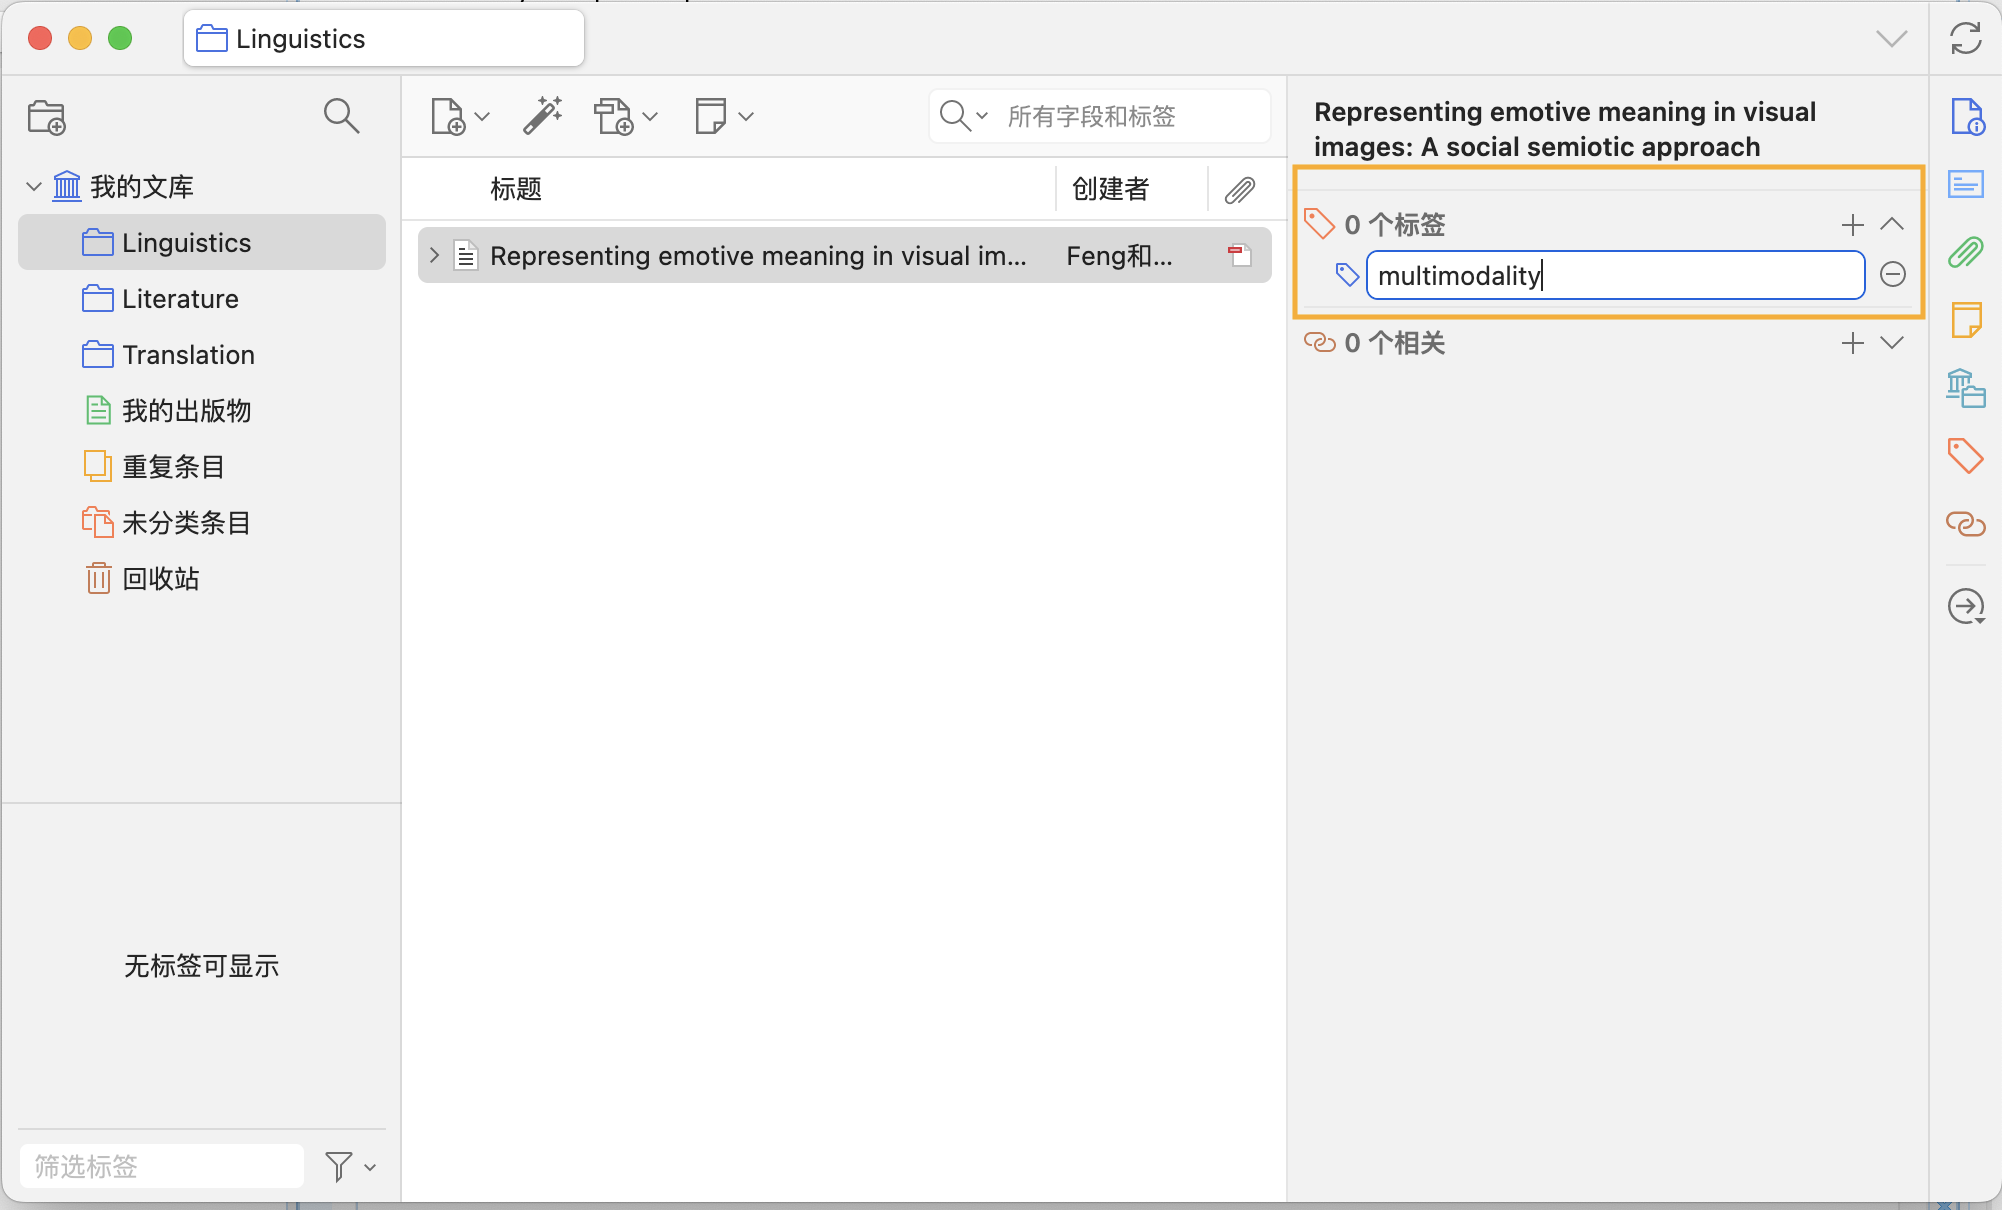 Linguistics
我的文库
Linguistics
Literature
Translation
我的出版物
重复条目
未分类条目
回收站
无标签可显示
筛选标签
所有字段和标签
标题 创建者
Representing emotive meaning in visual im... Feng和...
Representing emotive meaning in visual
images: A social semiotic approach
0 个标签
multimodality
0 个相关